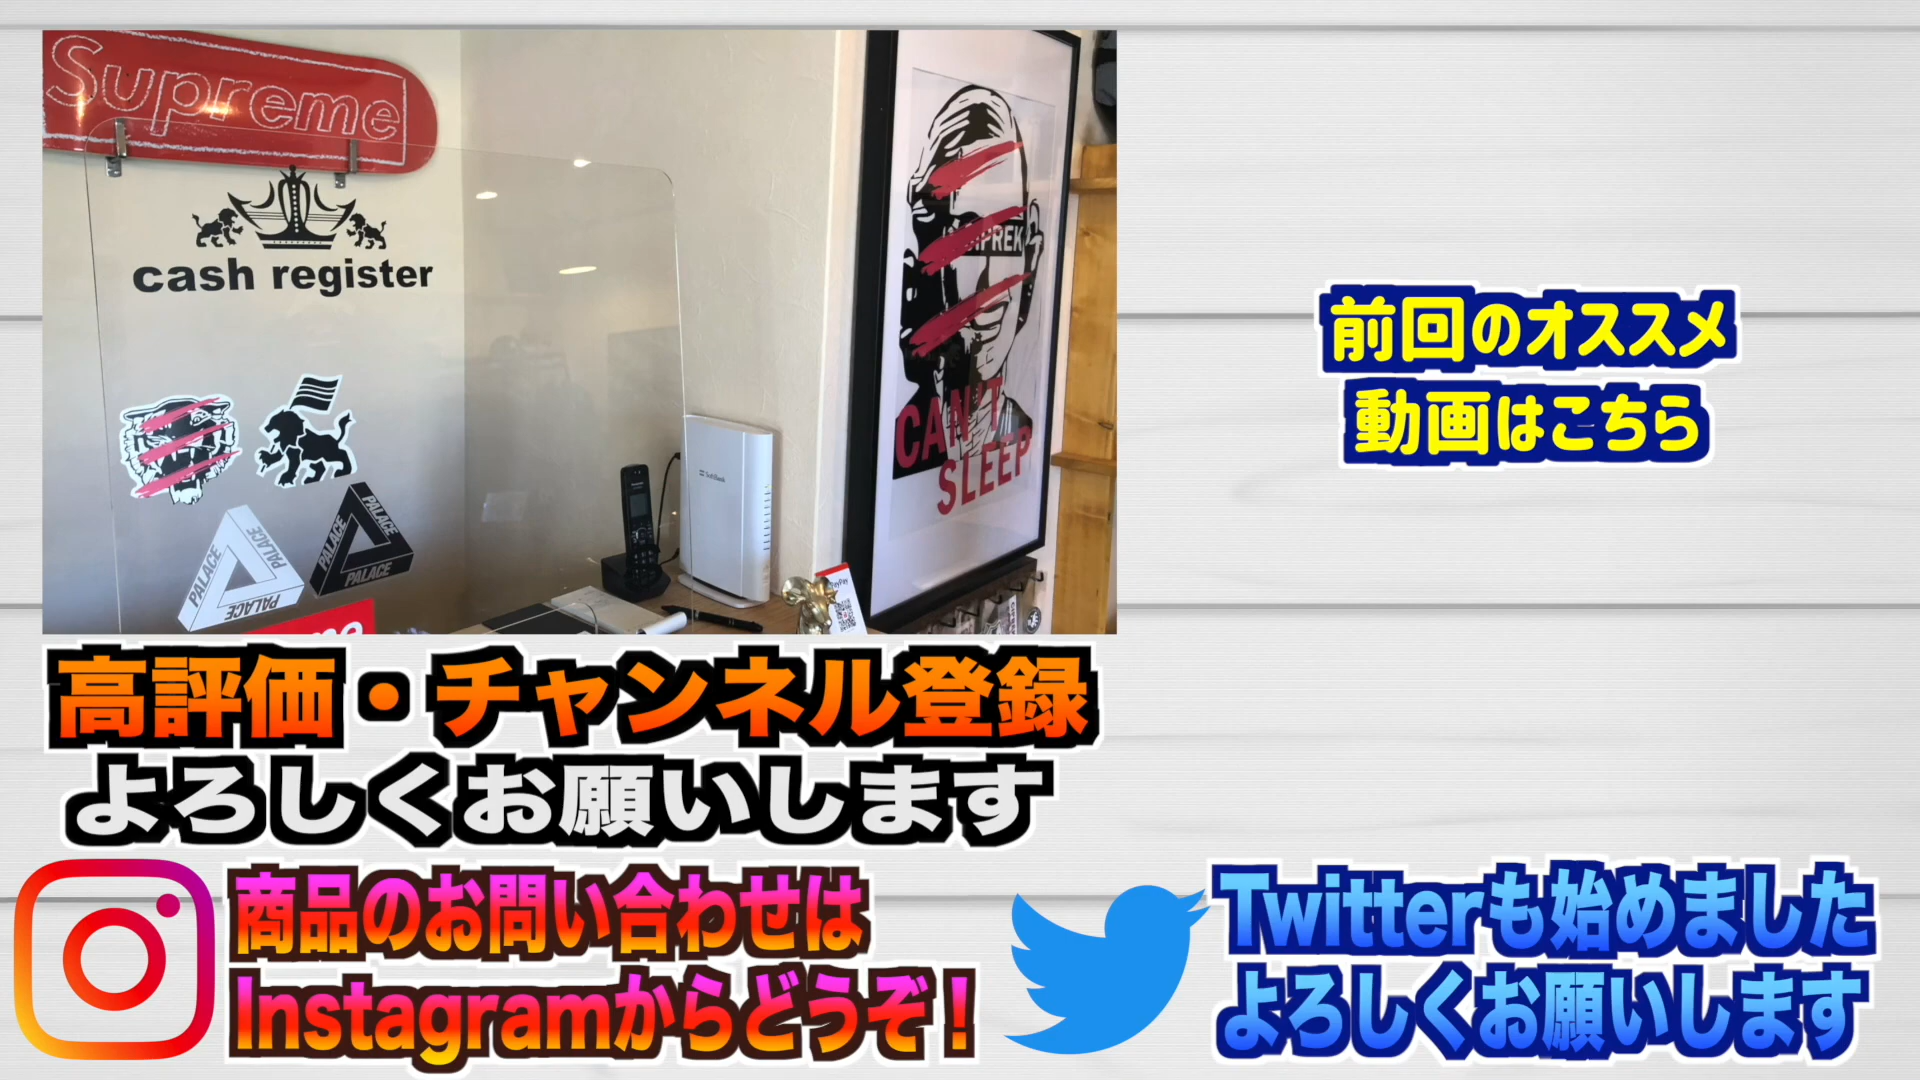 Supreme
cash register
PALACE
PALACE
PALACE
PALACE
PALACE
PALACE
SoftBank
PREK
CAN'T
SLEEP
PayPay
前回のオススメ
動画はこちら
高評価・チャンネル登録
よろしくお願いします
商品のお問い合わせは
Instagramからどうぞ！
Twitterも始めました
よろしくお願いします